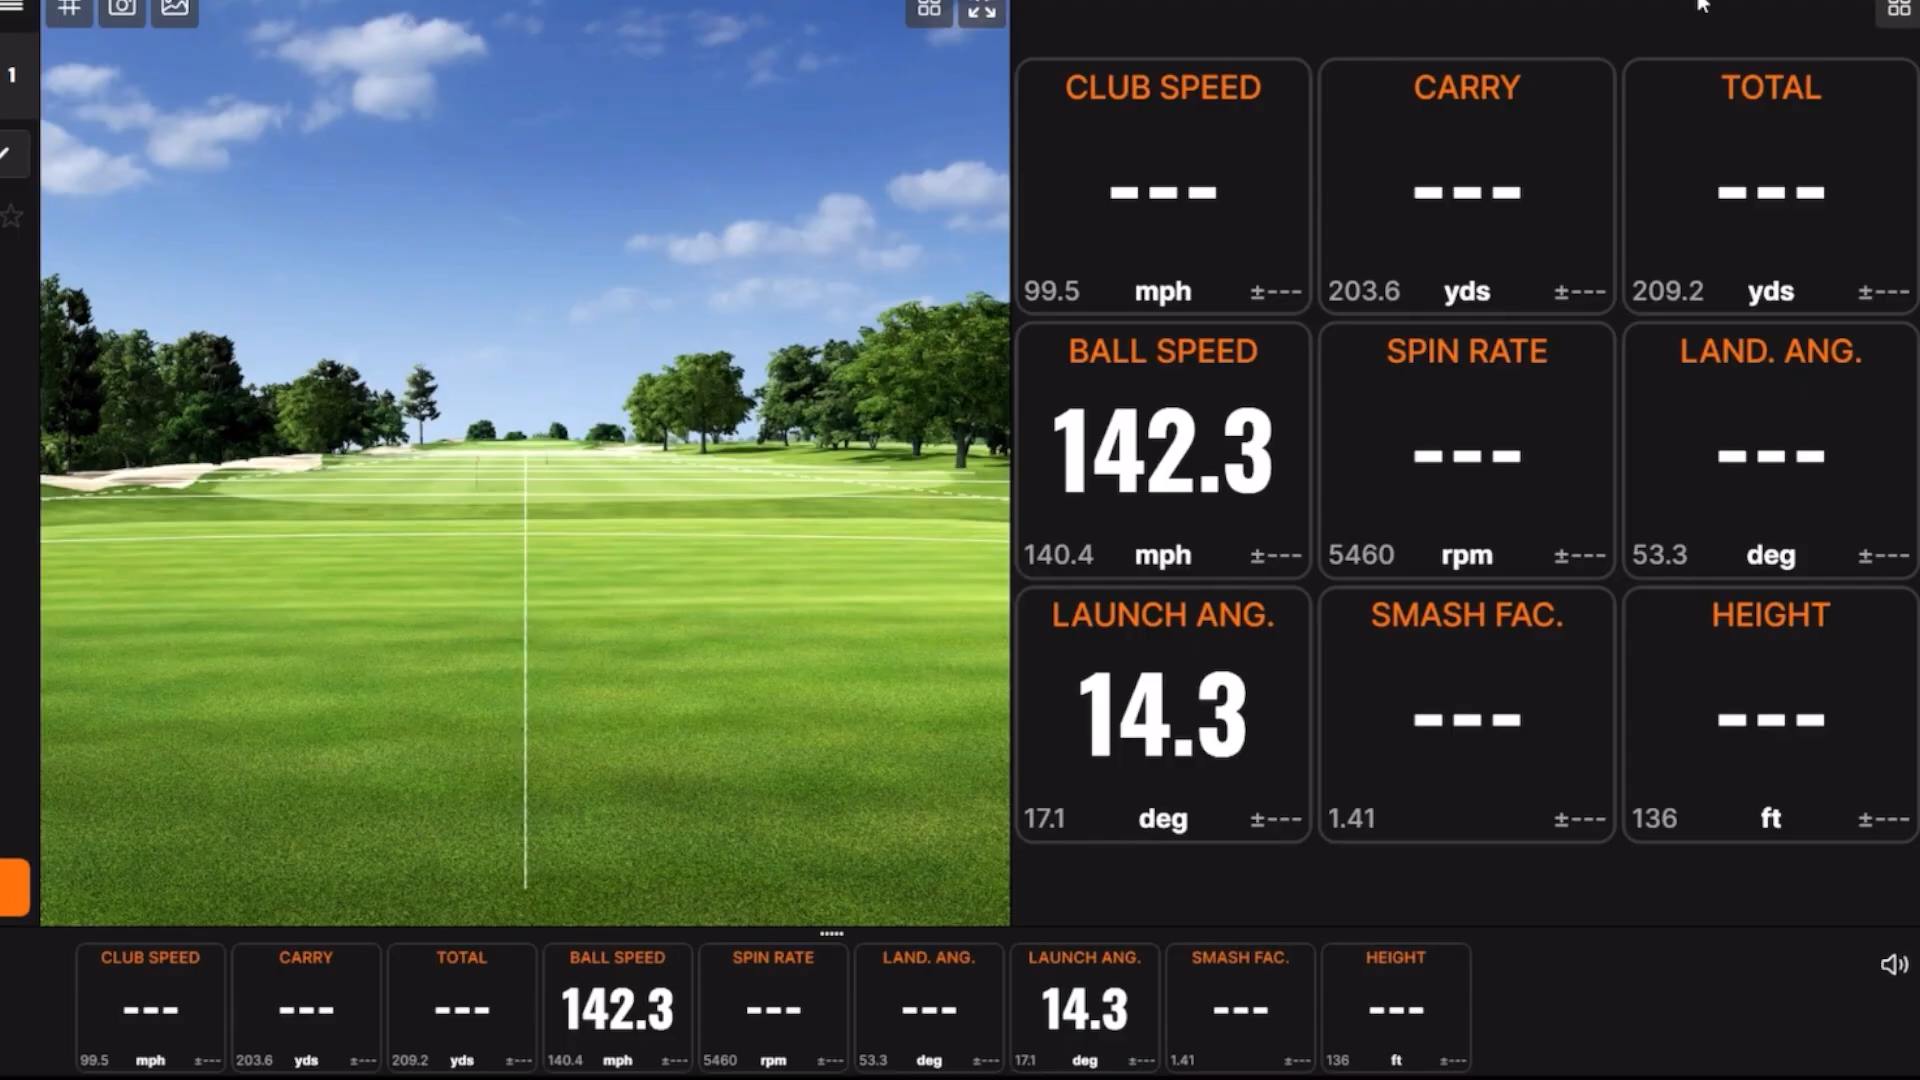 1
CLUB SPEED
---
99.5 mph ±---
CARRY
---
203.6 yds ±---
TOTAL
---
209.2 yds ±---
BALL SPEED
142.3
140.4 mph ±---
SPIN RATE
---
5460 rpm ±---
LAND. ANG.
---
53.3 deg ±---
LAUNCH ANG.
14.3
17.1 deg ±---
SMASH FAC.
---
1.41 ±---
HEIGHT
---
136 ft ±---
CLUB SPEED
---
99.5 mph ±---
CARRY
---
203.6 yds ±---
TOTAL
---
209.2 yds ±---
BALL SPEED
142.3
140.4 mph ±---
SPIN RATE
---
5460 rpm ±---
LAND. ANG.
---
53.3 deg ±---
LAUNCH ANG.
14.3
17.1 deg ±---
SMASH FAC.
---
1.41 ±---
HEIGHT
---
136 ft ±---